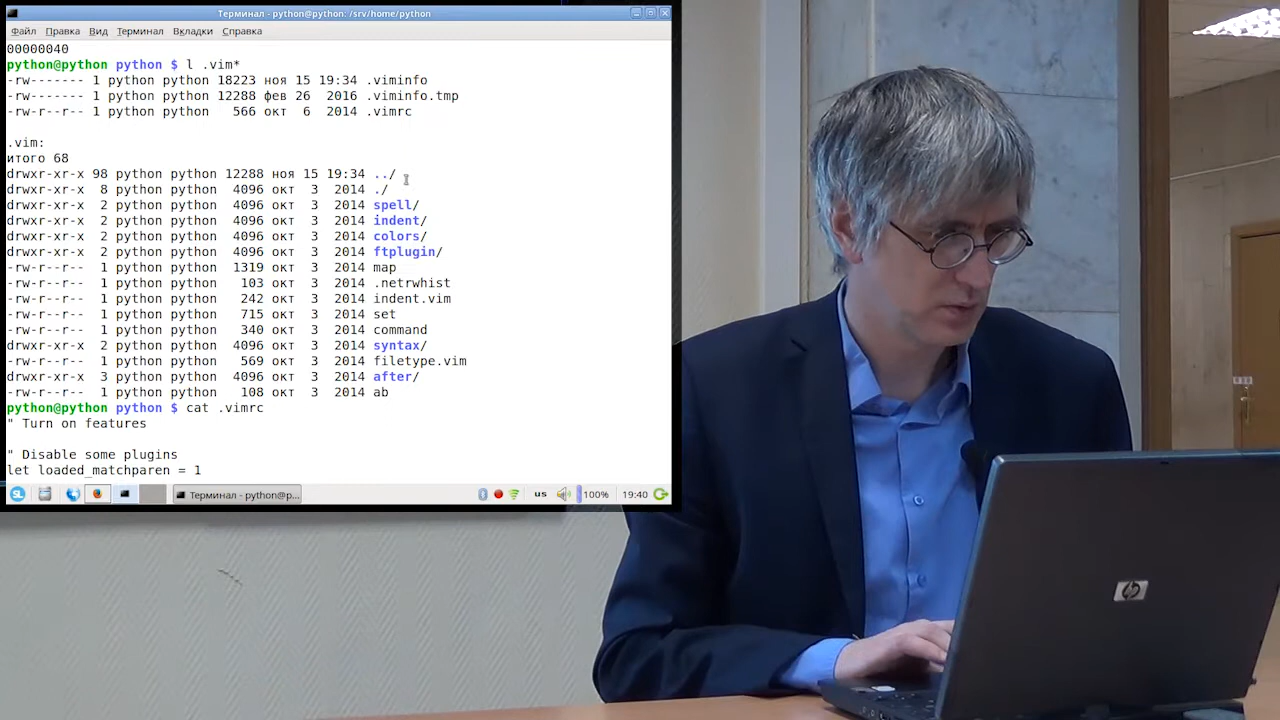 Терминал - python@python: /srv/home/python
Файл Правка Вид Терминал Вкладки Справка
00000040
python@python python $ l .vim*
-rw------- 1 python python 18223 ноя 15 19:34 .viminfo
-rw------- 1 python python 12288 фев 26  2016 .viminfo.tmp
-rw-r--r-- 1 python python   566 окт  6  2014 .vimrc
.vim:
итого 68
drwxr-xr-x 98 python python 12288 ноя 15 19:34 ../
drwxr-xr-x  8 python python  4096 окт  3  2014 ./
drwxr-xr-x  2 python python  4096 окт  3  2014 spell/
drwxr-xr-x  2 python python  4096 окт  3  2014 indent/
drwxr-xr-x  2 python python  4096 окт  3  2014 colors/
drwxr-xr-x  2 python python  4096 окт  3  2014 ftplugin/
-rw-r--r--  1 python python  1319 окт  3  2014 map
-rw-r--r--  1 python python   103 окт  3  2014 .netrwhist
-rw-r--r--  1 python python   242 окт  3  2014 indent.vim
-rw-r--r--  1 python python   715 окт  3  2014 set
-rw-r--r--  1 python python   340 окт  3  2014 command
drwxr-xr-x  2 python python  4096 окт  3  2014 syntax/
-rw-r--r--  1 python python   569 окт  3  2014 filetype.vim
drwxr-xr-x  3 python python  4096 окт  3  2014 after/
-rw-r--r--  1 python python   108 окт  3  2014 ab
python@python python $ cat .vimrc
" Turn on features
" Disable some plugins
let loaded_matchparen = 1
SL Терминал - python@p... us 100% 19:40
hp